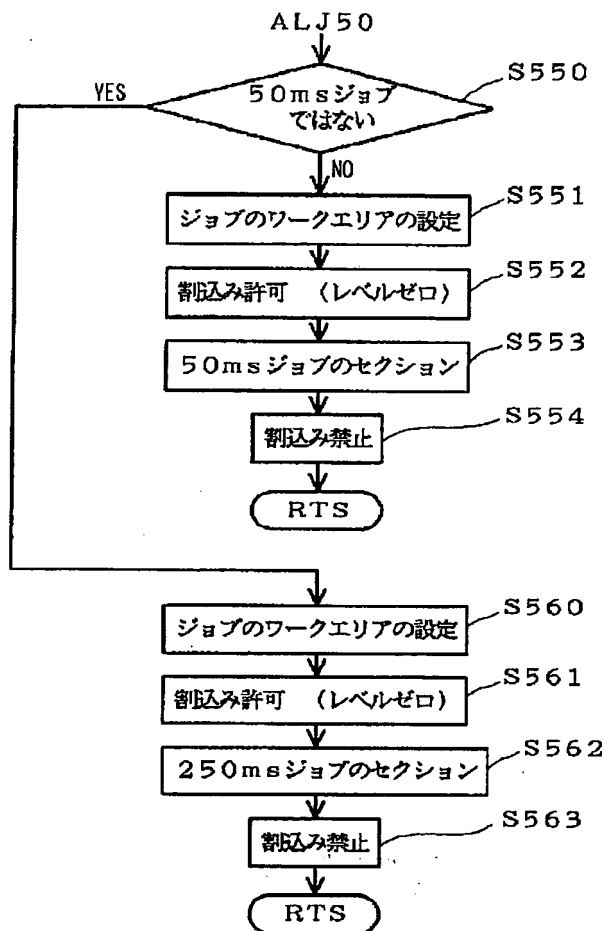 ALJ50
S550
YES
50msジョブ
ではない
NO
S551
ジョブのワークエリアの設定
S552
割込み許可 (レベルゼロ)
S553
50msジョブのセクション
S554
割込み禁止
RTS
S560
ジョブのワークエリアの設定
S561
割込み許可 (レベルゼロ)
S562
250msジョブのセクション
S563
割込み禁止
RTS